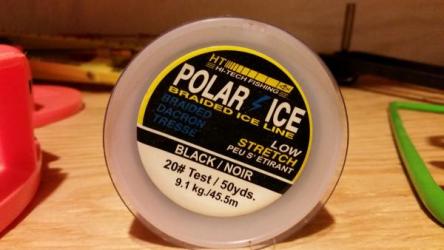 HT
HI-TECH FISHING
POLAR ICE
BRAIDED ICE LINE
BRAIDED
DACRON
TRESSE
LOW
STRETCH
PEU S'ETIRANT
BLACK / NOIR
20# Test / 50yds.
9.1 kg./45.5m